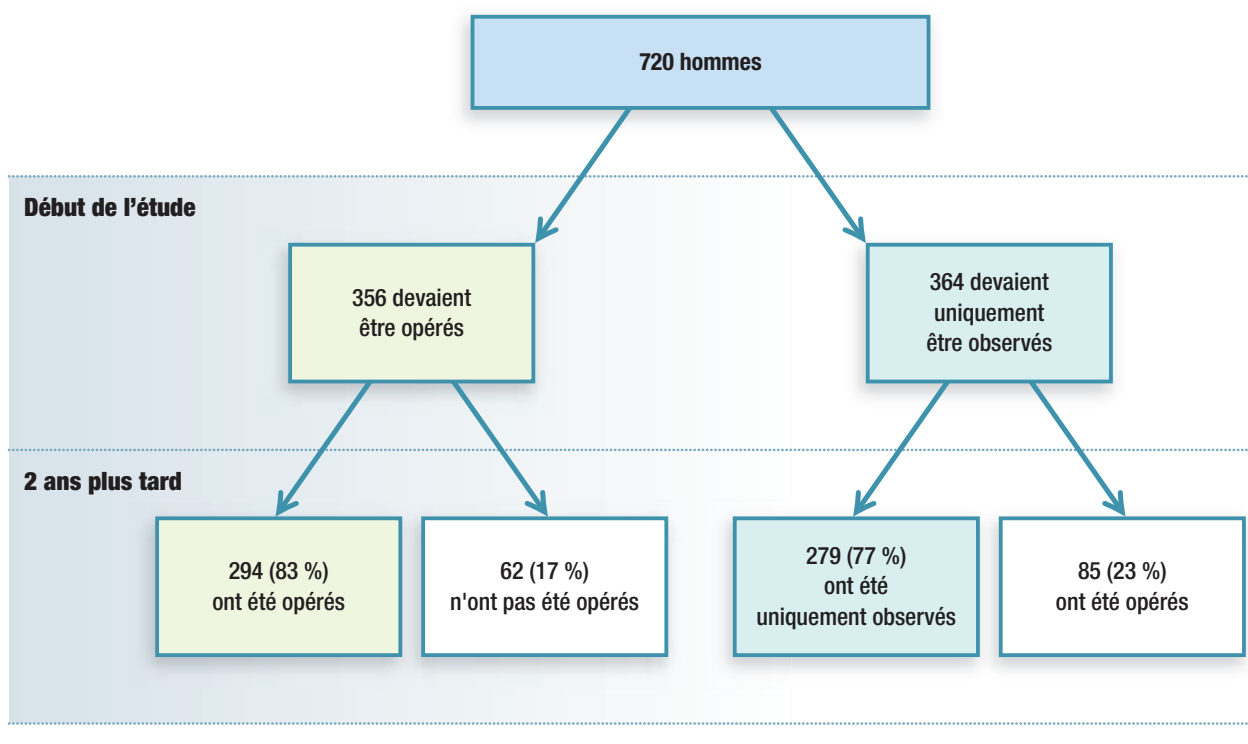 720 hommes
Début de l’étude
356 devaient
être opérés
364 devaient
uniquement
être observés
2 ans plus tard
294 (83 %)
ont été opérés
62 (17 %)
n'ont pas été opérés
279 (77 %)
ont été
uniquement observés
85 (23 %)
ont été opérés